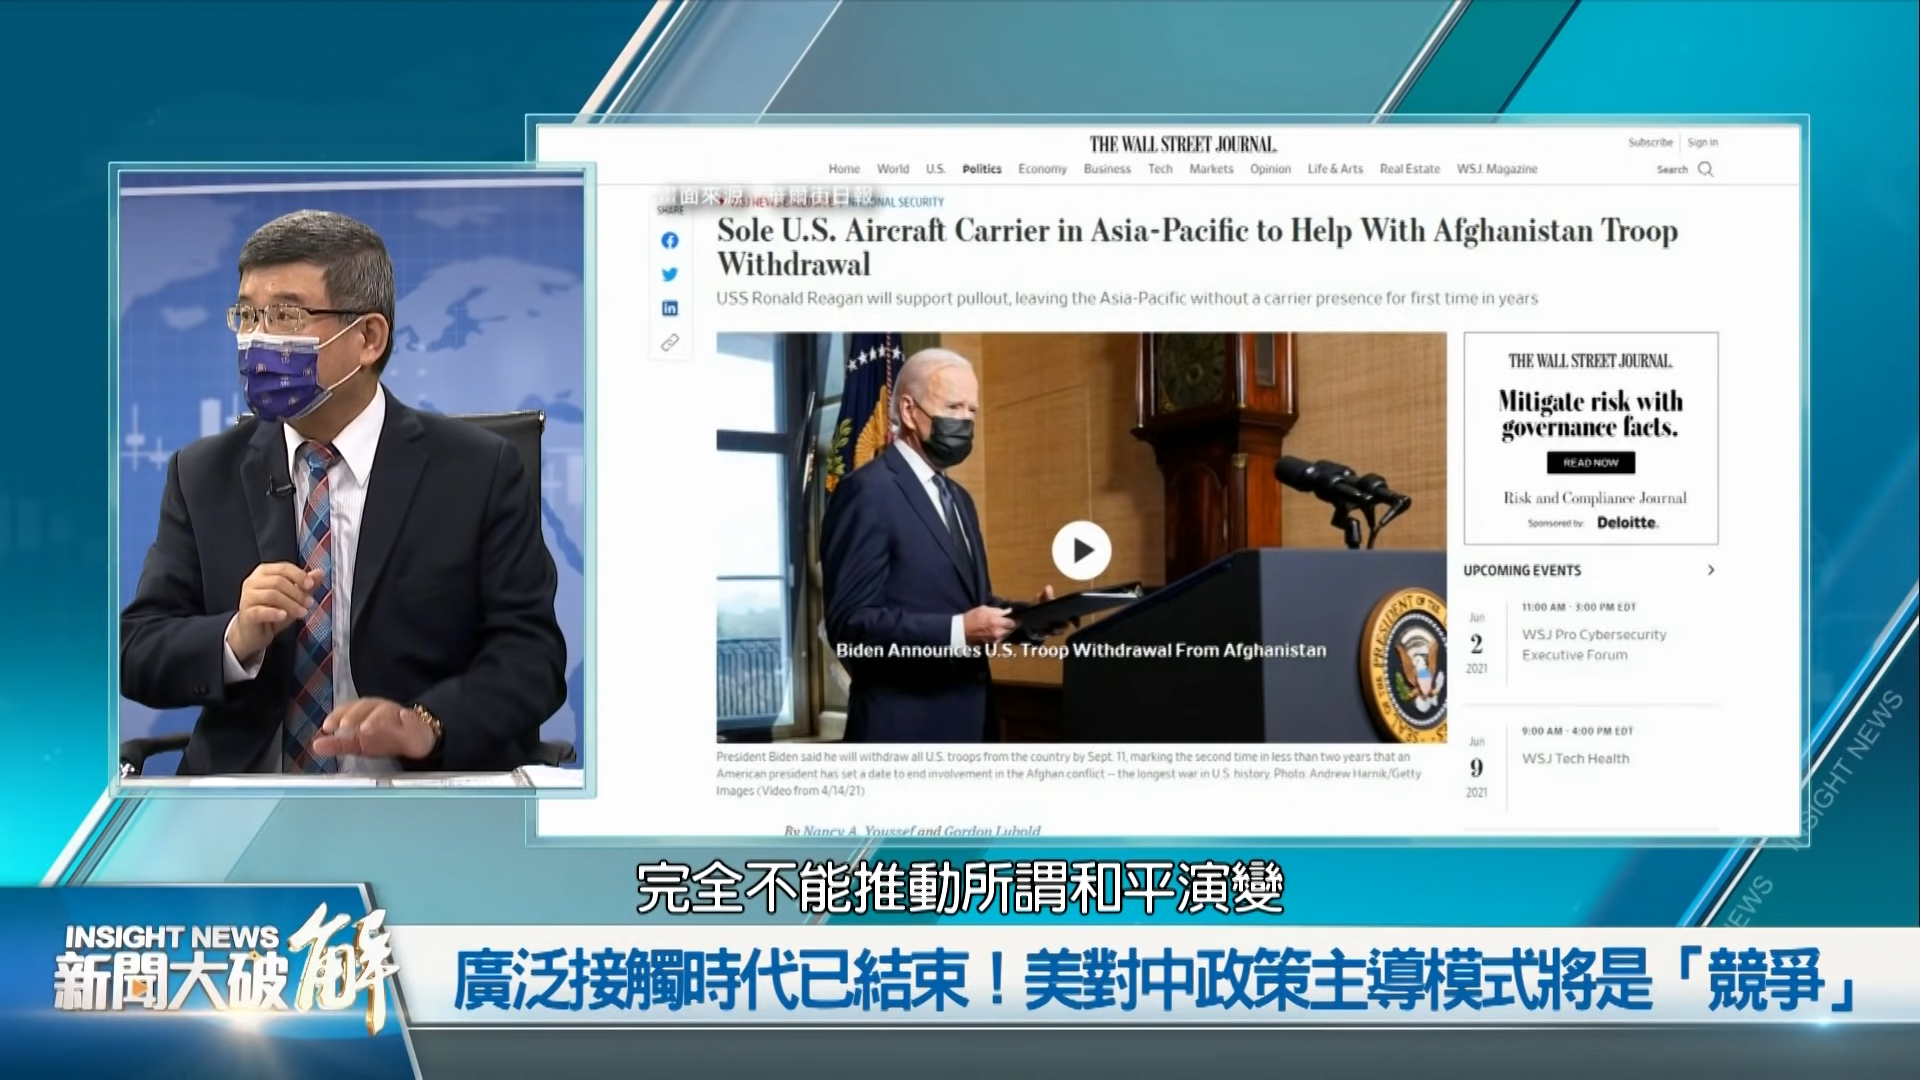 THE WALL STREET JOURNAL.
Subscribe Sign In
Home World U.S. Politics Economy Business Tech Markets Opinion Life & Arts Real Estate WSJ. Magazine
Search
SHARE
Sole U.S. Aircraft Carrier in Asia-Pacific to Help With Afghanistan Troop
Withdrawal
USS Ronald Reagan will support pullout, leaving the Asia-Pacific without a carrier presence for first time in years
Biden Announces U.S. Troop Withdrawal From Afghanistan
PRESIDENT OF THE
SEAL OF
President Biden said he will withdraw all U.S. troops from the country by Sept. 11, marking the second time in less than two years that an
American president has set a date to end involvement in the Afghan conflict – the longest war in U.S. history. Photo: Andrew Harnik/Getty
Images (Video from 4/14/21)
By Nancy A. Youssef and Gordon Lubold
THE WALL STREET JOURNAL.
Mitigate risk with
governance facts.
READ NOW
Risk and Compliance Journal
Sponsored by: Deloitte.
UPCOMING EVENTS
Jun
2
2021
11:00 AM - 3:00 PM EDT
WSJ Pro Cybersecurity
Executive Forum
Jun
9
2021
9:00 AM - 4:00 PM EDT
WSJ Tech Health
INSIGHT NEWS
完全不能推動所謂和平演變
INSIGHT NEWS
新聞大破解
廣泛接觸時代已結束！美對中政策主導模式將是「競爭」